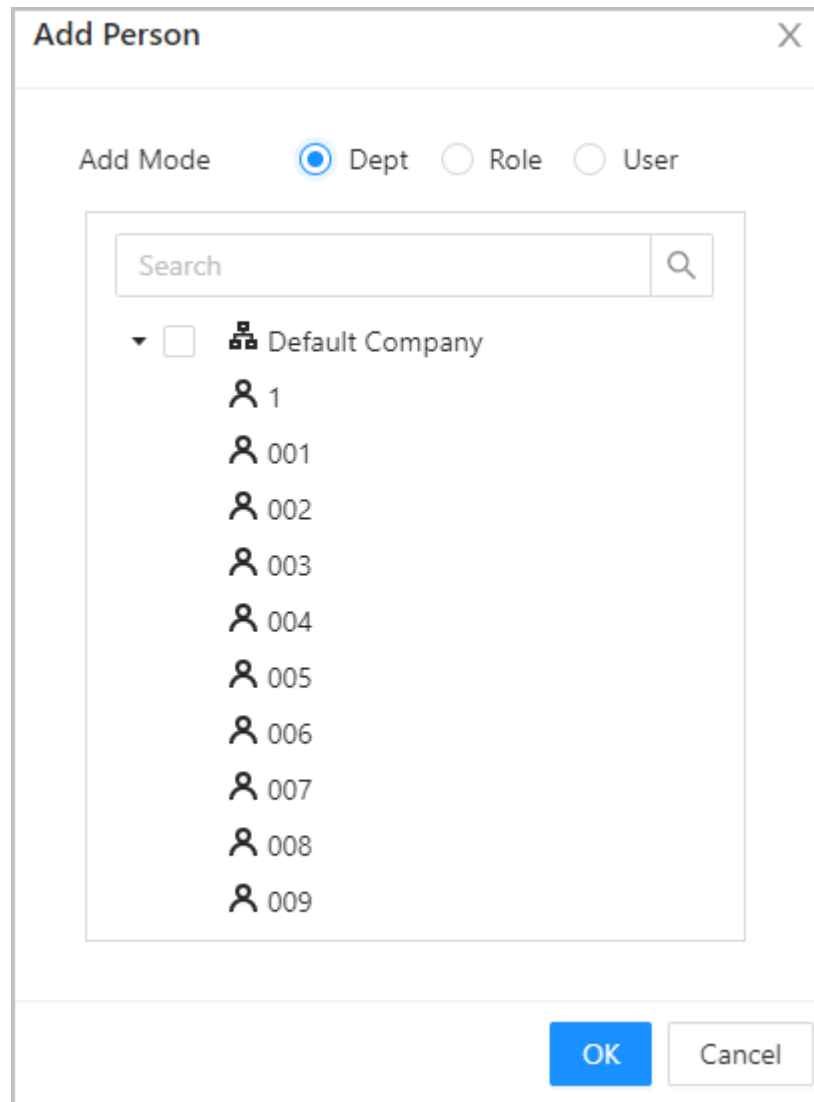 Add Person
Add Mode Dept Role User
Search
Default Company
1
001
002
003
004
005
006
007
008
009
OK Cancel